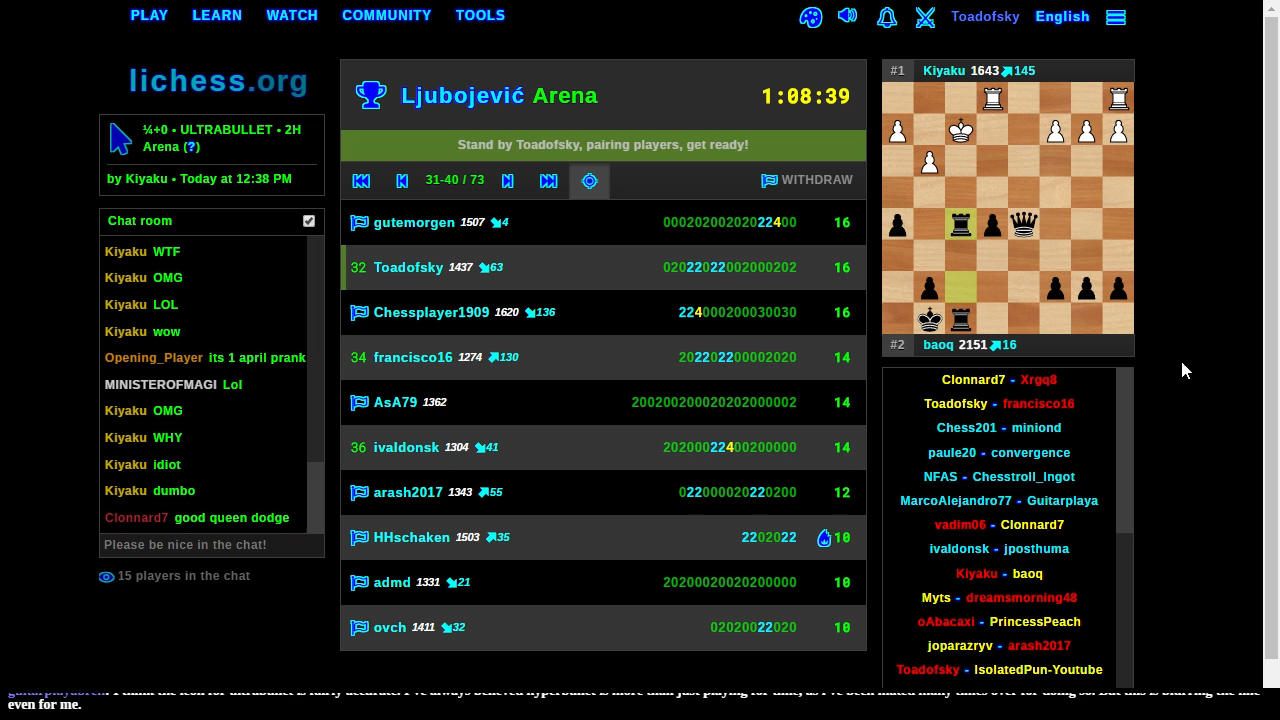 PLAY LEARN WATCH COMMUNITY TOOLS Toadofsky English
lichess.org
¼+0 • ULTRABULLET • 2H
Arena (?)
by Kiyaku • Today at 12:38 PM
Chat room
Kiyaku WTF
Kiyaku OMG
Kiyaku LOL
Kiyaku wow
Opening_Player its 1 april prank
MINISTEROFMAGI Lol
Kiyaku OMG
Kiyaku WHY
Kiyaku idiot
Kiyaku dumbo
Clonnard7 good queen dodge
Please be nice in the chat!
15 players in the chat
Ljubojević Arena 1:08:39
Stand by Toadofsky, pairing players, get ready!
31-40 / 73 WITHDRAW
gutemorgen 1507 4 000202002020222400 16
32 Toadofsky 1437 63 02022022002000202 16
Chessplayer1909 1620 136 224000200030030 16
34 francisco16 1274 130 202202200002020 14
AsA79 1362 200200200020202000002 14
36 ivaldonsk 1304 41 20200022400200000 14
arash2017 1343 55 022000020220200 12
HHschaken 1503 35 2202022 10
admd 1331 21 20200020020200000 10
ovch 1411 32 02020022020 10
#1 Kiyaku 1643 145
#2 baoq 2151 16
Clonnard7 - Xrgq8
Toadofsky - francisco16
Chess201 - miniond
paule20 - convergence
NFAS - Chesstroll_Ingot
MarcoAlejandro77 - Guitarplaya
vadim06 - Clonnard7
ivaldonsk - jposthuma
Kiyaku - baoq
Myts - dreamsmorning48
oAbacaxi - PrincessPeach
joparazryv - arash2017
Toadofsky - IsolatedPun-Youtube
even for me.